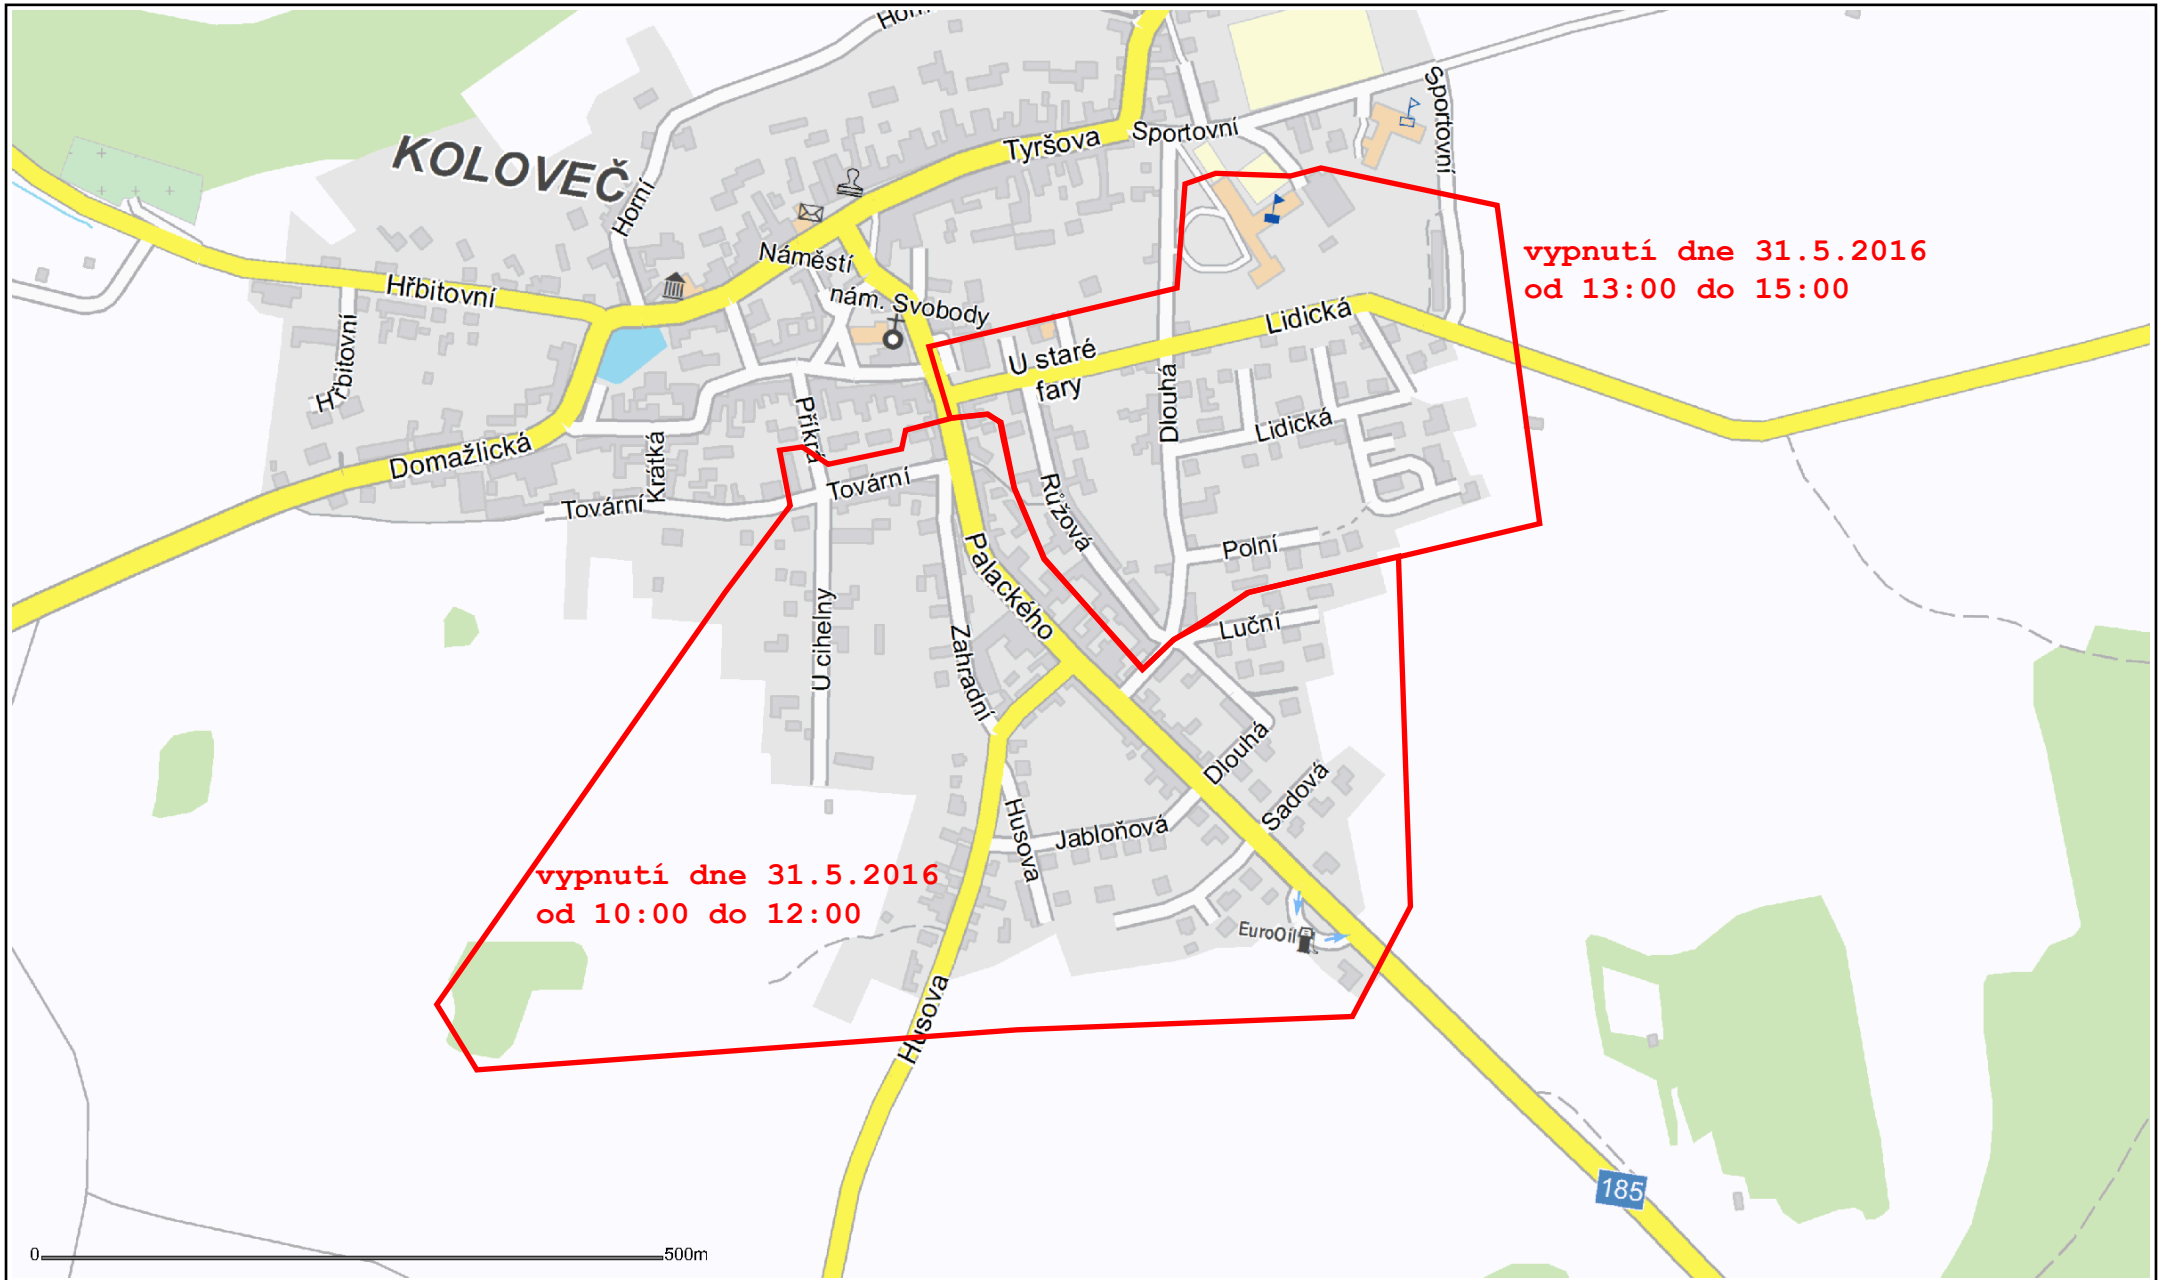 Horní
Sportovní
KOLOVEČ
Tyršova
Sportovní
Horní
Náměstí
Hřbitovní
nám. Svobody
vypnutí dne 31.5.2016
od 13:00 do 15:00
Hřbitovní
Lidická
U staré
fary
Dlouhá
Příkrá
Lidická
Domažlická
Krátká
Tovární
Tovární
Růžová
Polní
Palackého
U cihelny
Zahradní
Luční
Dlouhá
Sadová
Husova
Jabloňová
vypnutí dne 31.5.2016
od 10:00 do 12:00
EuroOil
Husova
185
0
500m